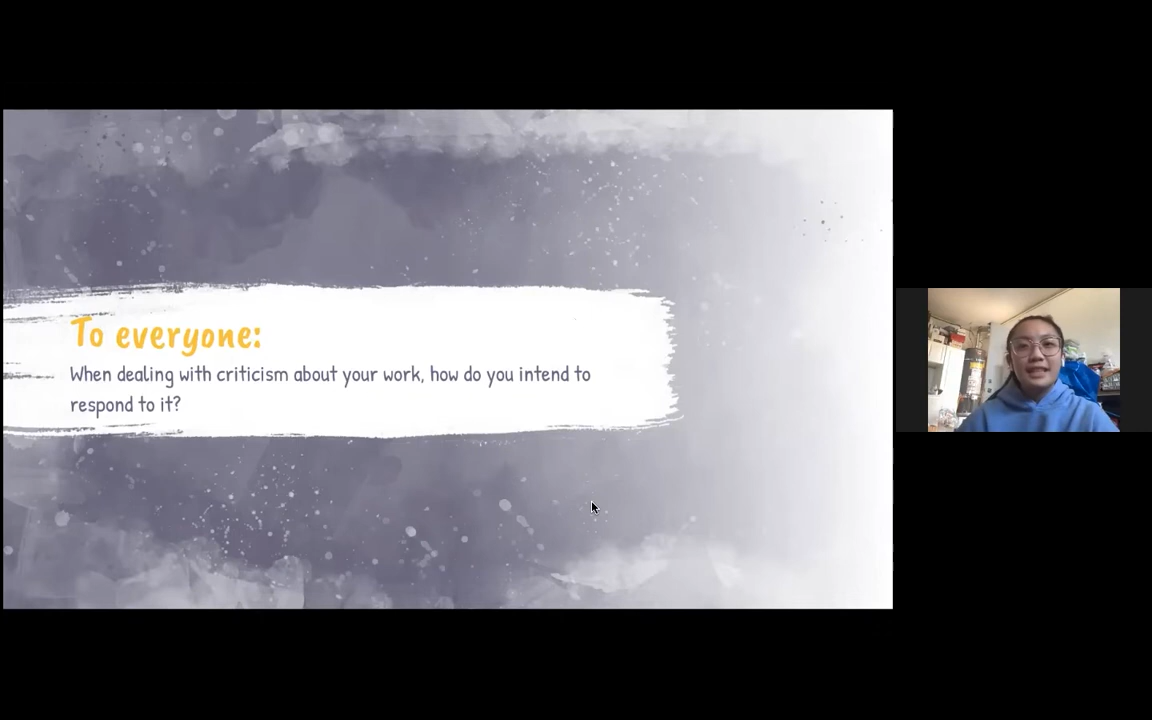 To everyone:
When dealing with criticism about your work, how do you intend to
respond to it?